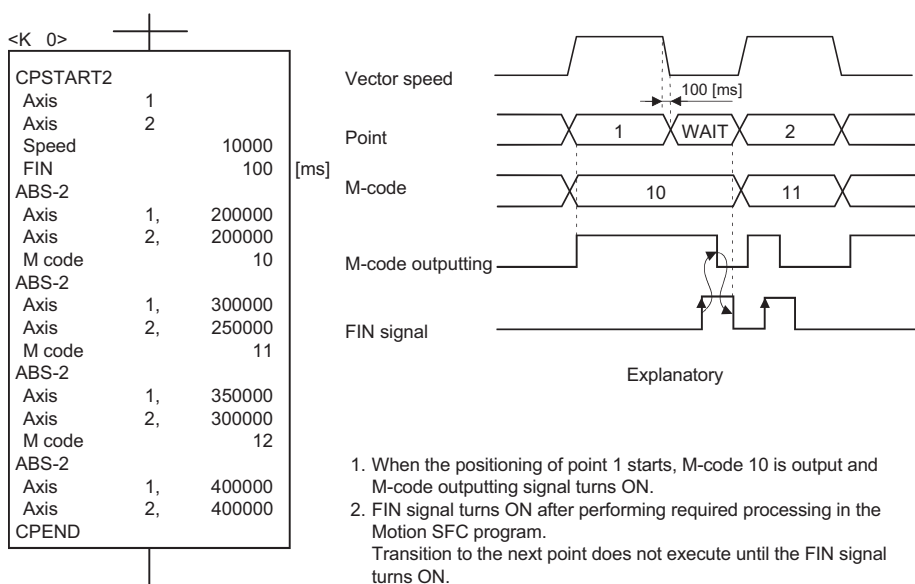 <K 0>
CPSTART2
Axis 1
Axis 2
Speed 10000
FIN 100 [ms]
ABS-2
Axis 1, 200000
Axis 2, 200000
M code 10
ABS-2
Axis 1, 300000
Axis 2, 250000
M code 11
ABS-2
Axis 1, 350000
Axis 2, 300000
M code 12
ABS-2
Axis 1, 400000
Axis 2, 400000
CPEND
Vector speed
100 [ms]
Point 1 WAIT 2
M-code 10 11
M-code outputting
FIN signal
Explanatory
1. When the positioning of point 1 starts, M-code 10 is output and
M-code outputting signal turns ON.
2. FIN signal turns ON after performing required processing in the
Motion SFC program.
Transition to the next point does not execute until the FIN signal
turns ON.